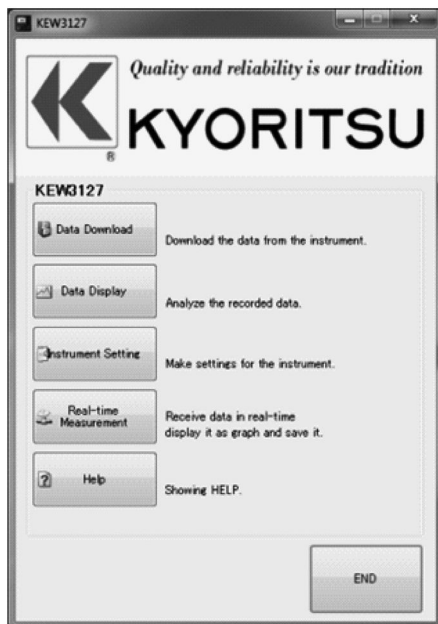 KEW3127
Quality and reliability is our tradition
KYORITSU
®
KEW3127
Data Download
Download the data from the instrument.
Data Display
Analyze the recorded data.
Instrument Setting
Make settings for the instrument.
Real-time
Measurement
Receive data in real-time
display it as graph and save it.
Help
Showing HELP.
END